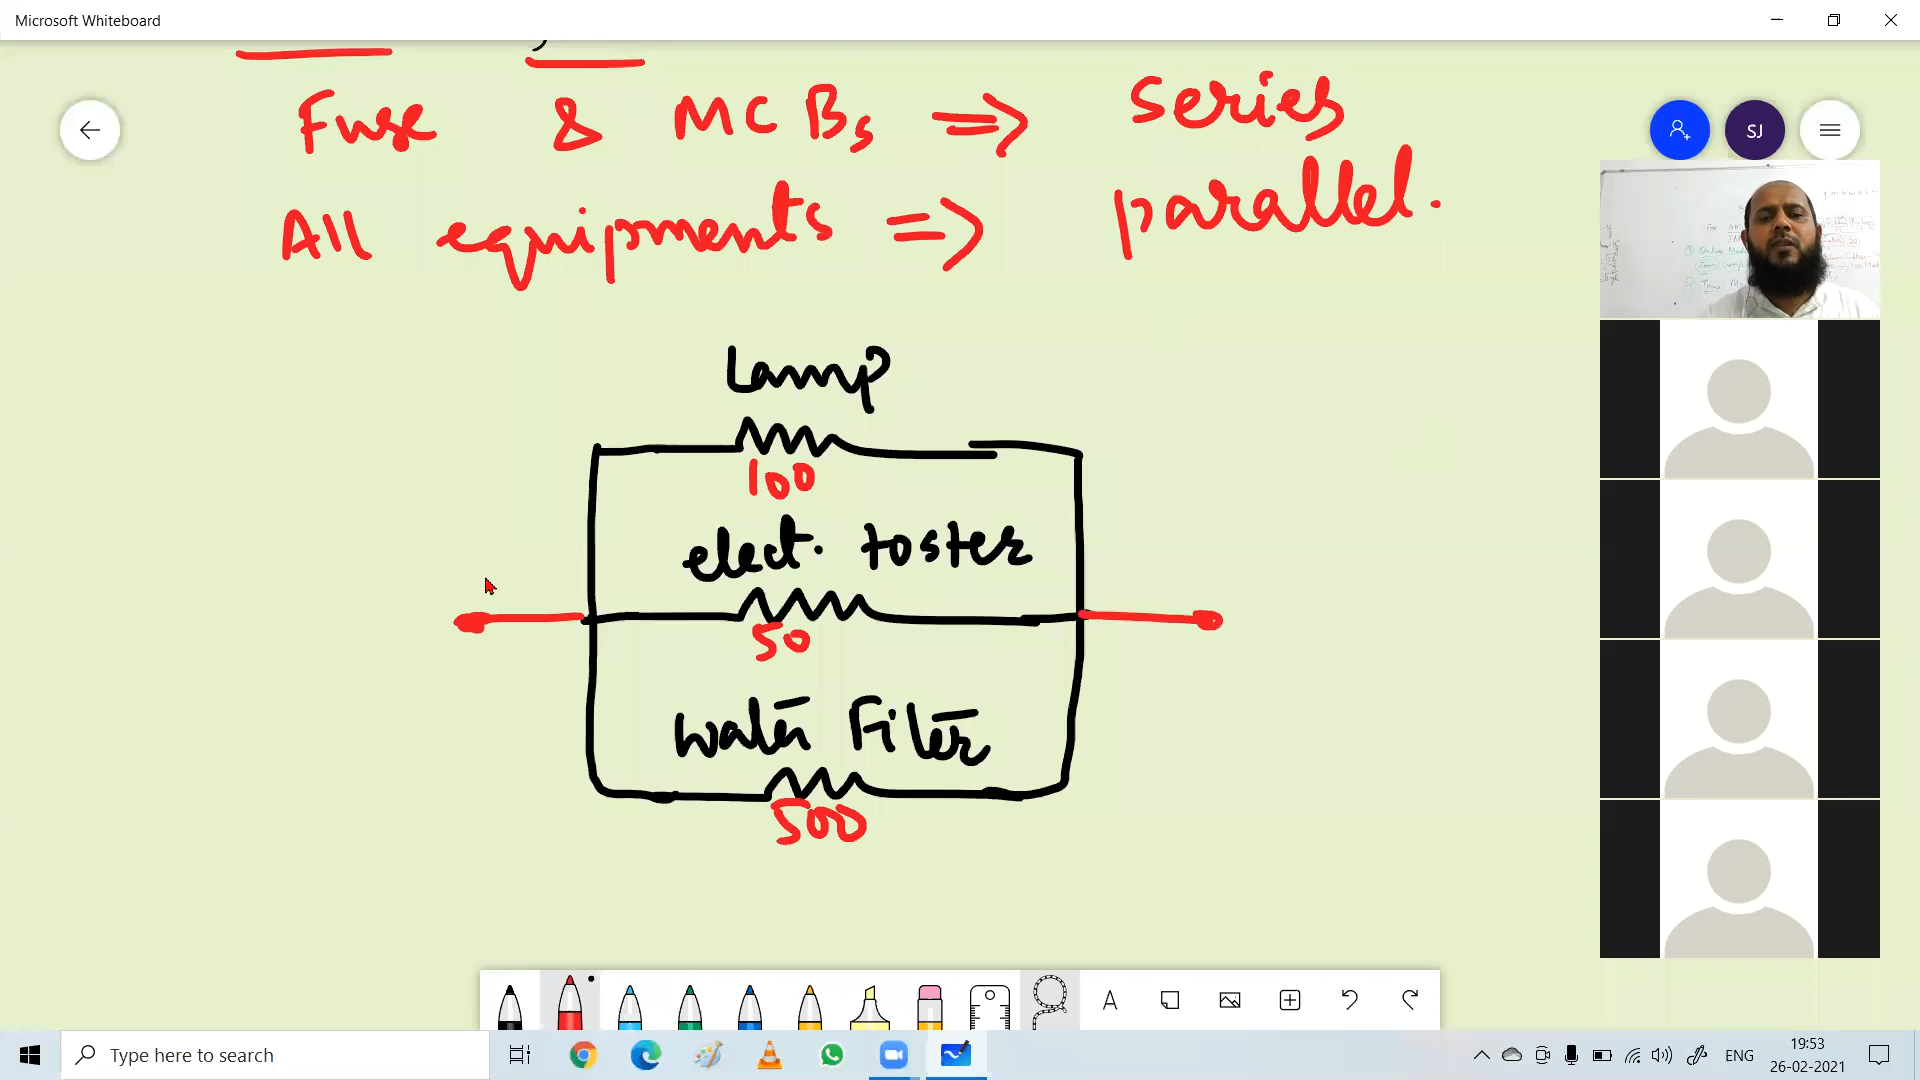 Microsoft Whiteboard
Fuse & MCBs => Series
All equipments => parallel.
SJ
Lamp
100
elect. toster
50
water Filter
500
A
Type here to search
ENG
19:53
26-02-2021